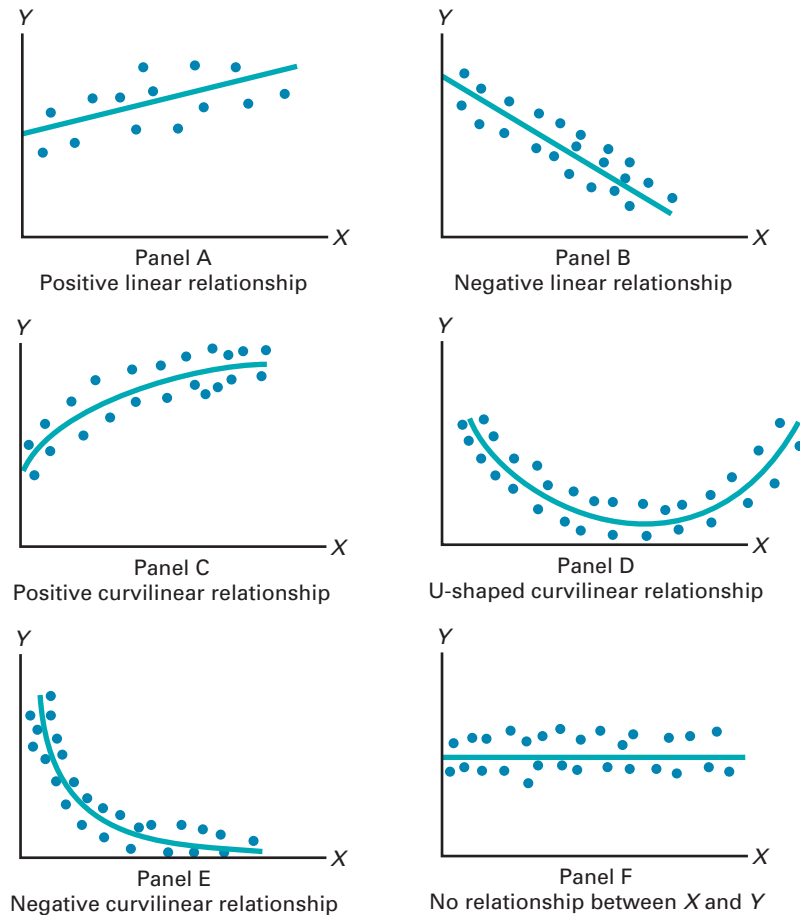 Y
X
Panel A
Positive linear relationship
Y
X
Panel B
Negative linear relationship
Y
X
Panel C
Positive curvilinear relationship
Y
X
Panel D
U-shaped curvilinear relationship
Y
X
Panel E
Negative curvilinear relationship
Y
X
Panel F
No relationship between X and Y